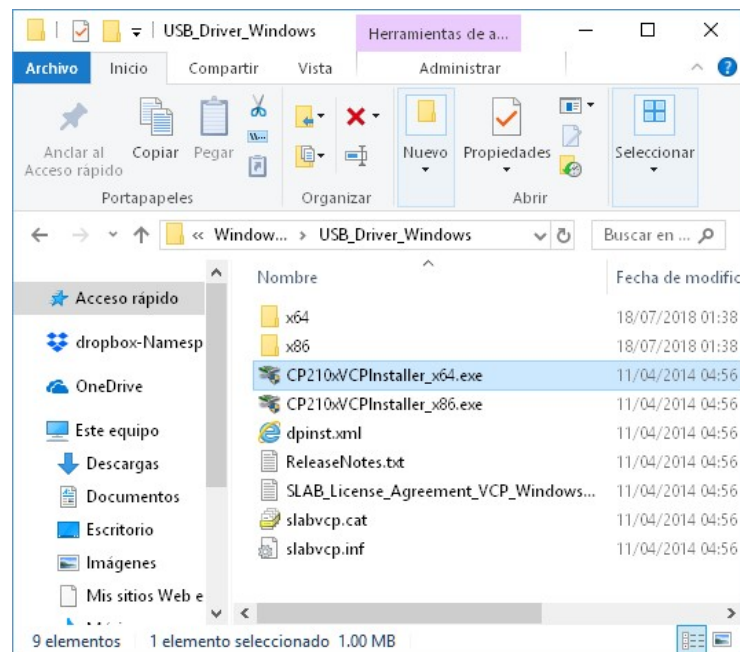 USB_Driver_Windows
Herramientas de a...
Archivo Inicio Compartir Vista Administrar
Anclar al Acceso rápido
Copiar
Pegar
Nuevo
Propiedades
Seleccionar
Portapapeles Organizar Abrir
« Window... > USB_Driver_Windows
Buscar en ...
Nombre Fecha de modific
Acceso rápido
dropbox-Namesp
OneDrive
Este equipo
Descargas
Documentos
Escritorio
Imágenes
Mis sitios Web e
x64 18/07/2018 01:38
x86 18/07/2018 01:38
CP210xVCPInstaller_x64.exe 11/04/2014 04:56
CP210xVCPInstaller_x86.exe 11/04/2014 04:56
dpinst.xml 11/04/2014 04:56
ReleaseNotes.txt 11/04/2014 04:56
SLAB_License_Agreement_VCP_Windows... 11/04/2014 04:56
slabvcp.cat 11/04/2014 04:56
slabvcp.inf 11/04/2014 04:56
9 elementos 1 elemento seleccionado 1.00 MB